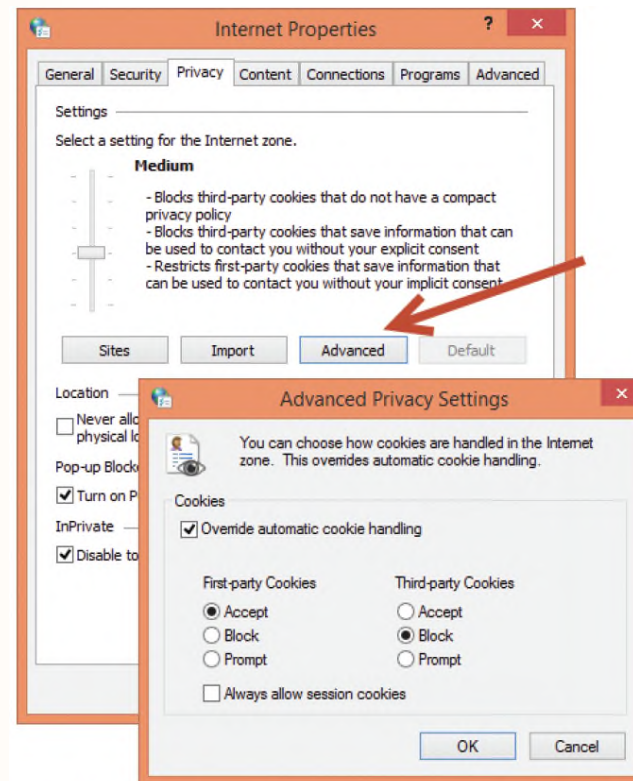 Internet Properties
?
General Security Privacy Content Connections Programs Advanced
Settings
Select a setting for the Internet zone.
Medium
- Blocks third-party cookies that do not have a compact
privacy policy
- Blocks third-party cookies that save information that can
be used to contact you without your explicit consent
- Restricts first-party cookies that save information that
can be used to contact you without your implicit consent
Sites Import Advanced Default
Location
Never allo
physical lo
Pop-up Blocke
Turn on P
InPrivate
Disable to
Advanced Privacy Settings
You can choose how cookies are handled in the Internet
zone. This overrides automatic cookie handling.
Cookies
Override automatic cookie handling
First-party Cookies Third-party Cookies
Accept Accept
Block Block
Prompt Prompt
Always allow session cookies
OK Cancel